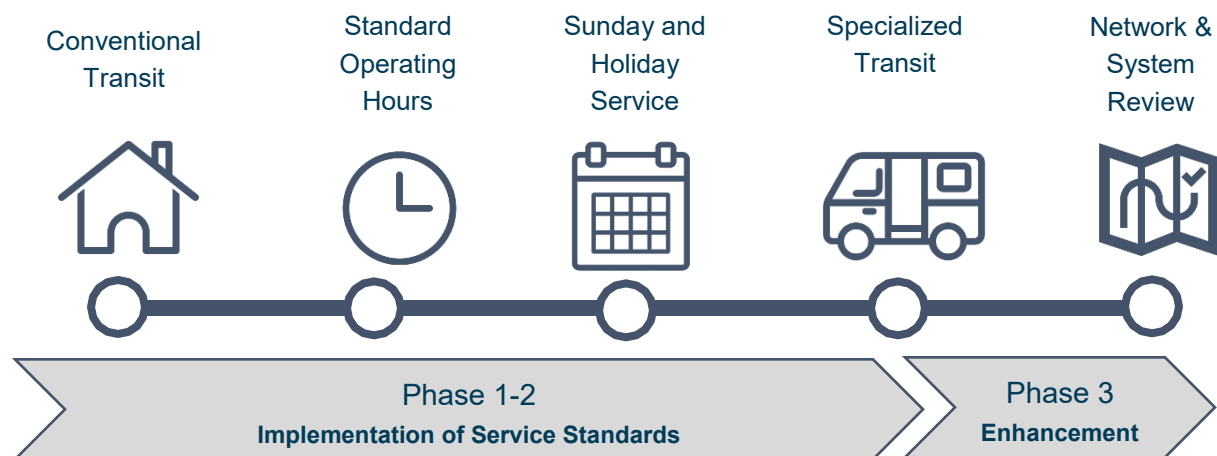 Conventional
Transit
Standard
Operating
Hours
Sunday and
Holiday
Service
Specialized
Transit
Network &
System
Review
Phase 1-2
Implementation of Service Standards
Phase 3
Enhancement